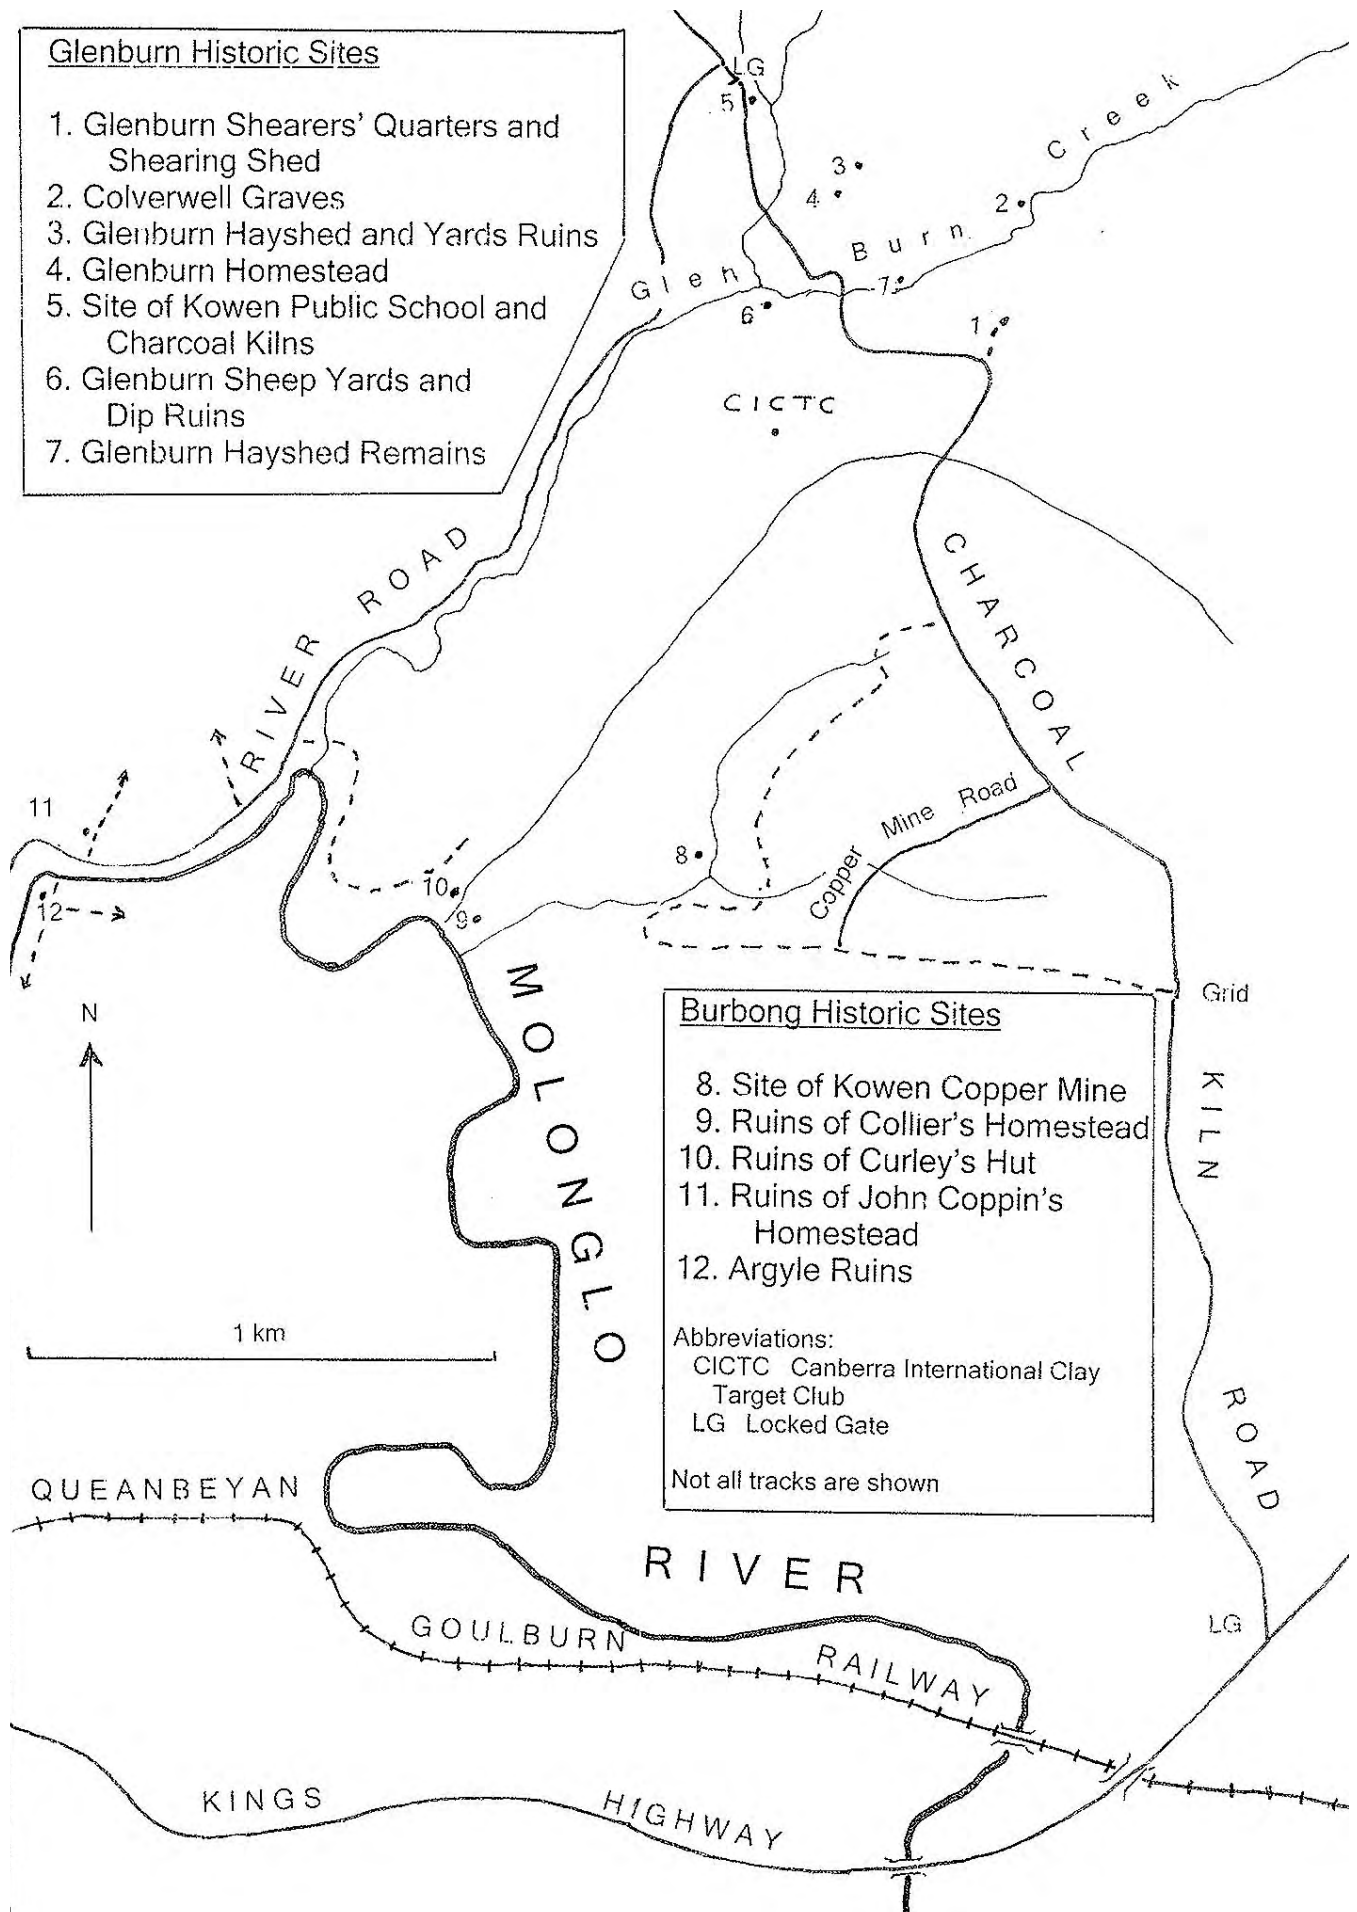 Glenburn Historic Sites
1. Glenburn Shearers' Quarters and
Shearing Shed
2. Colverwell Graves
3. Glenburn Hayshed and Yards Ruins
4. Glenburn Homestead
5. Site of Kowen Public School and
Charcoal Kilns
6. Glenburn Sheep Yards and
Dip Ruins
7. Glenburn Hayshed Remains
LG
5
3
4
2
Glen Burn Creek
7
6
1
CICTC
RIVER ROAD
CHARCOAL KILN ROAD
Copper Mine Road
11
8
10
9
12
Grid
N
MOLONGLO RIVER
Burbong Historic Sites
8. Site of Kowen Copper Mine
9. Ruins of Collier's Homestead
10. Ruins of Curley's Hut
11. Ruins of John Coppin's
Homestead
12. Argyle Ruins
Abbreviations:
CICTC Canberra International Clay
Target Club
LG Locked Gate
Not all tracks are shown
1 km
QUEANBEYAN GOULBURN RAILWAY
LG
KINGS HIGHWAY